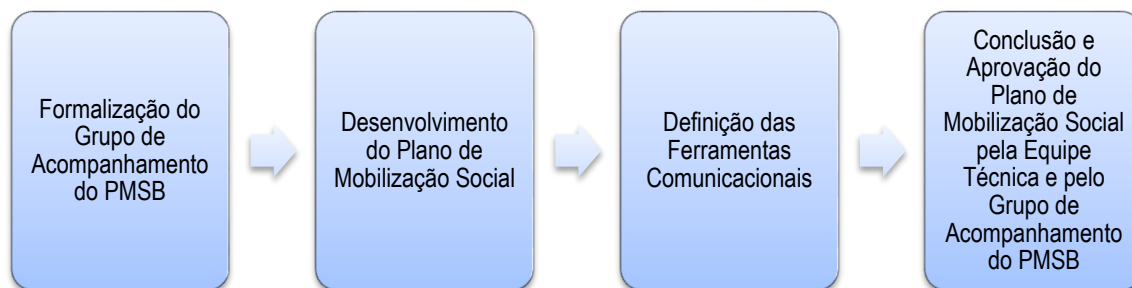 Formalização do
Grupo de
Acompanhamento
do PMSB
Desenvolvimento
do Plano de
Mobilização Social
Definição das
Ferramentas
Comunicacionais
Conclusão e
Aprovação do
Plano de
Mobilização Social
pela Equipe
Técnica e pelo
Grupo de
Acompanhamento
do PMSB